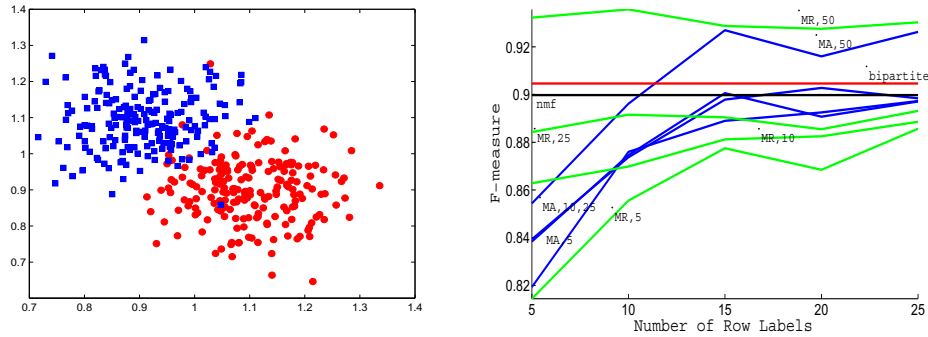 1.4
1.3
1.2
1.1
1
0.9
0.8
0.7
0.7 0.8 0.9 1 1.1 1.2 1.3 1.4
F-measure
0.92
0.9
0.88
0.86
0.84
0.82
MR,50
MA,50
bipartite
nmf
MR,25
MR,10
MA,10,25
MR,5
MA,5
5 10 15 20 25
Number of Row Labels